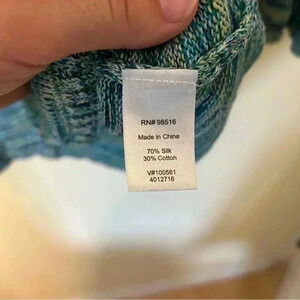 RN# 98516
Made in China
70% Silk
30% Cotton
V#100561
4012716